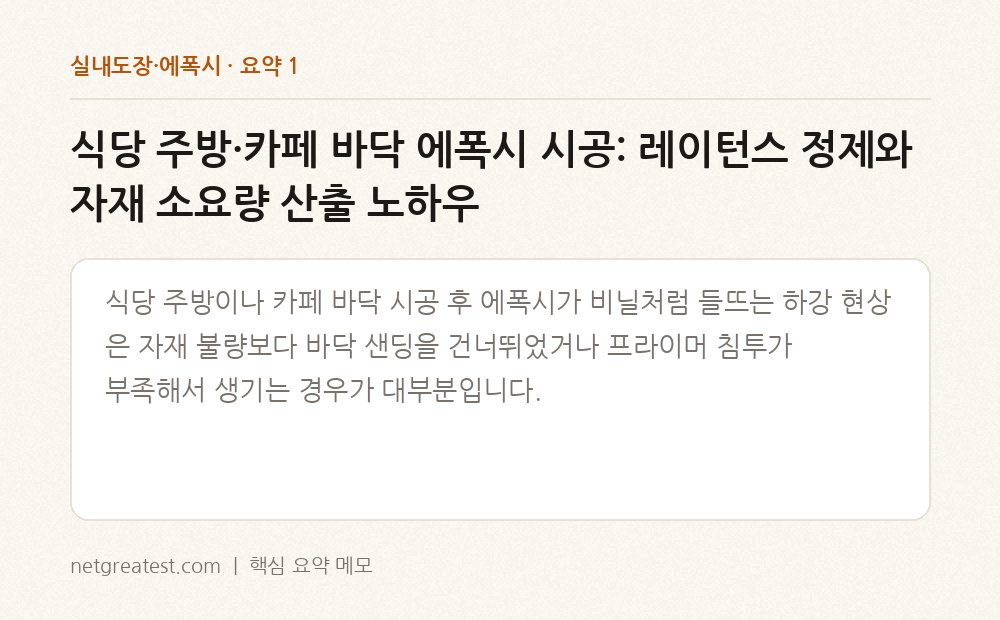 실내도장·에폭시 · 요약 1
식당 주방·카페 바닥 에폭시 시공: 레이턴스 정제와
자재 소요량 산출 노하우
식당 주방이나 카페 바닥 시공 후 에폭시가 비닐처럼 들뜨는 하강 현상
은 자재 불량보다 바닥 샌딩을 건너뛰었거나 프라이머 침투가
부족해서 생기는 경우가 대부분입니다.
netgreatest.com | 핵심 요약 메모